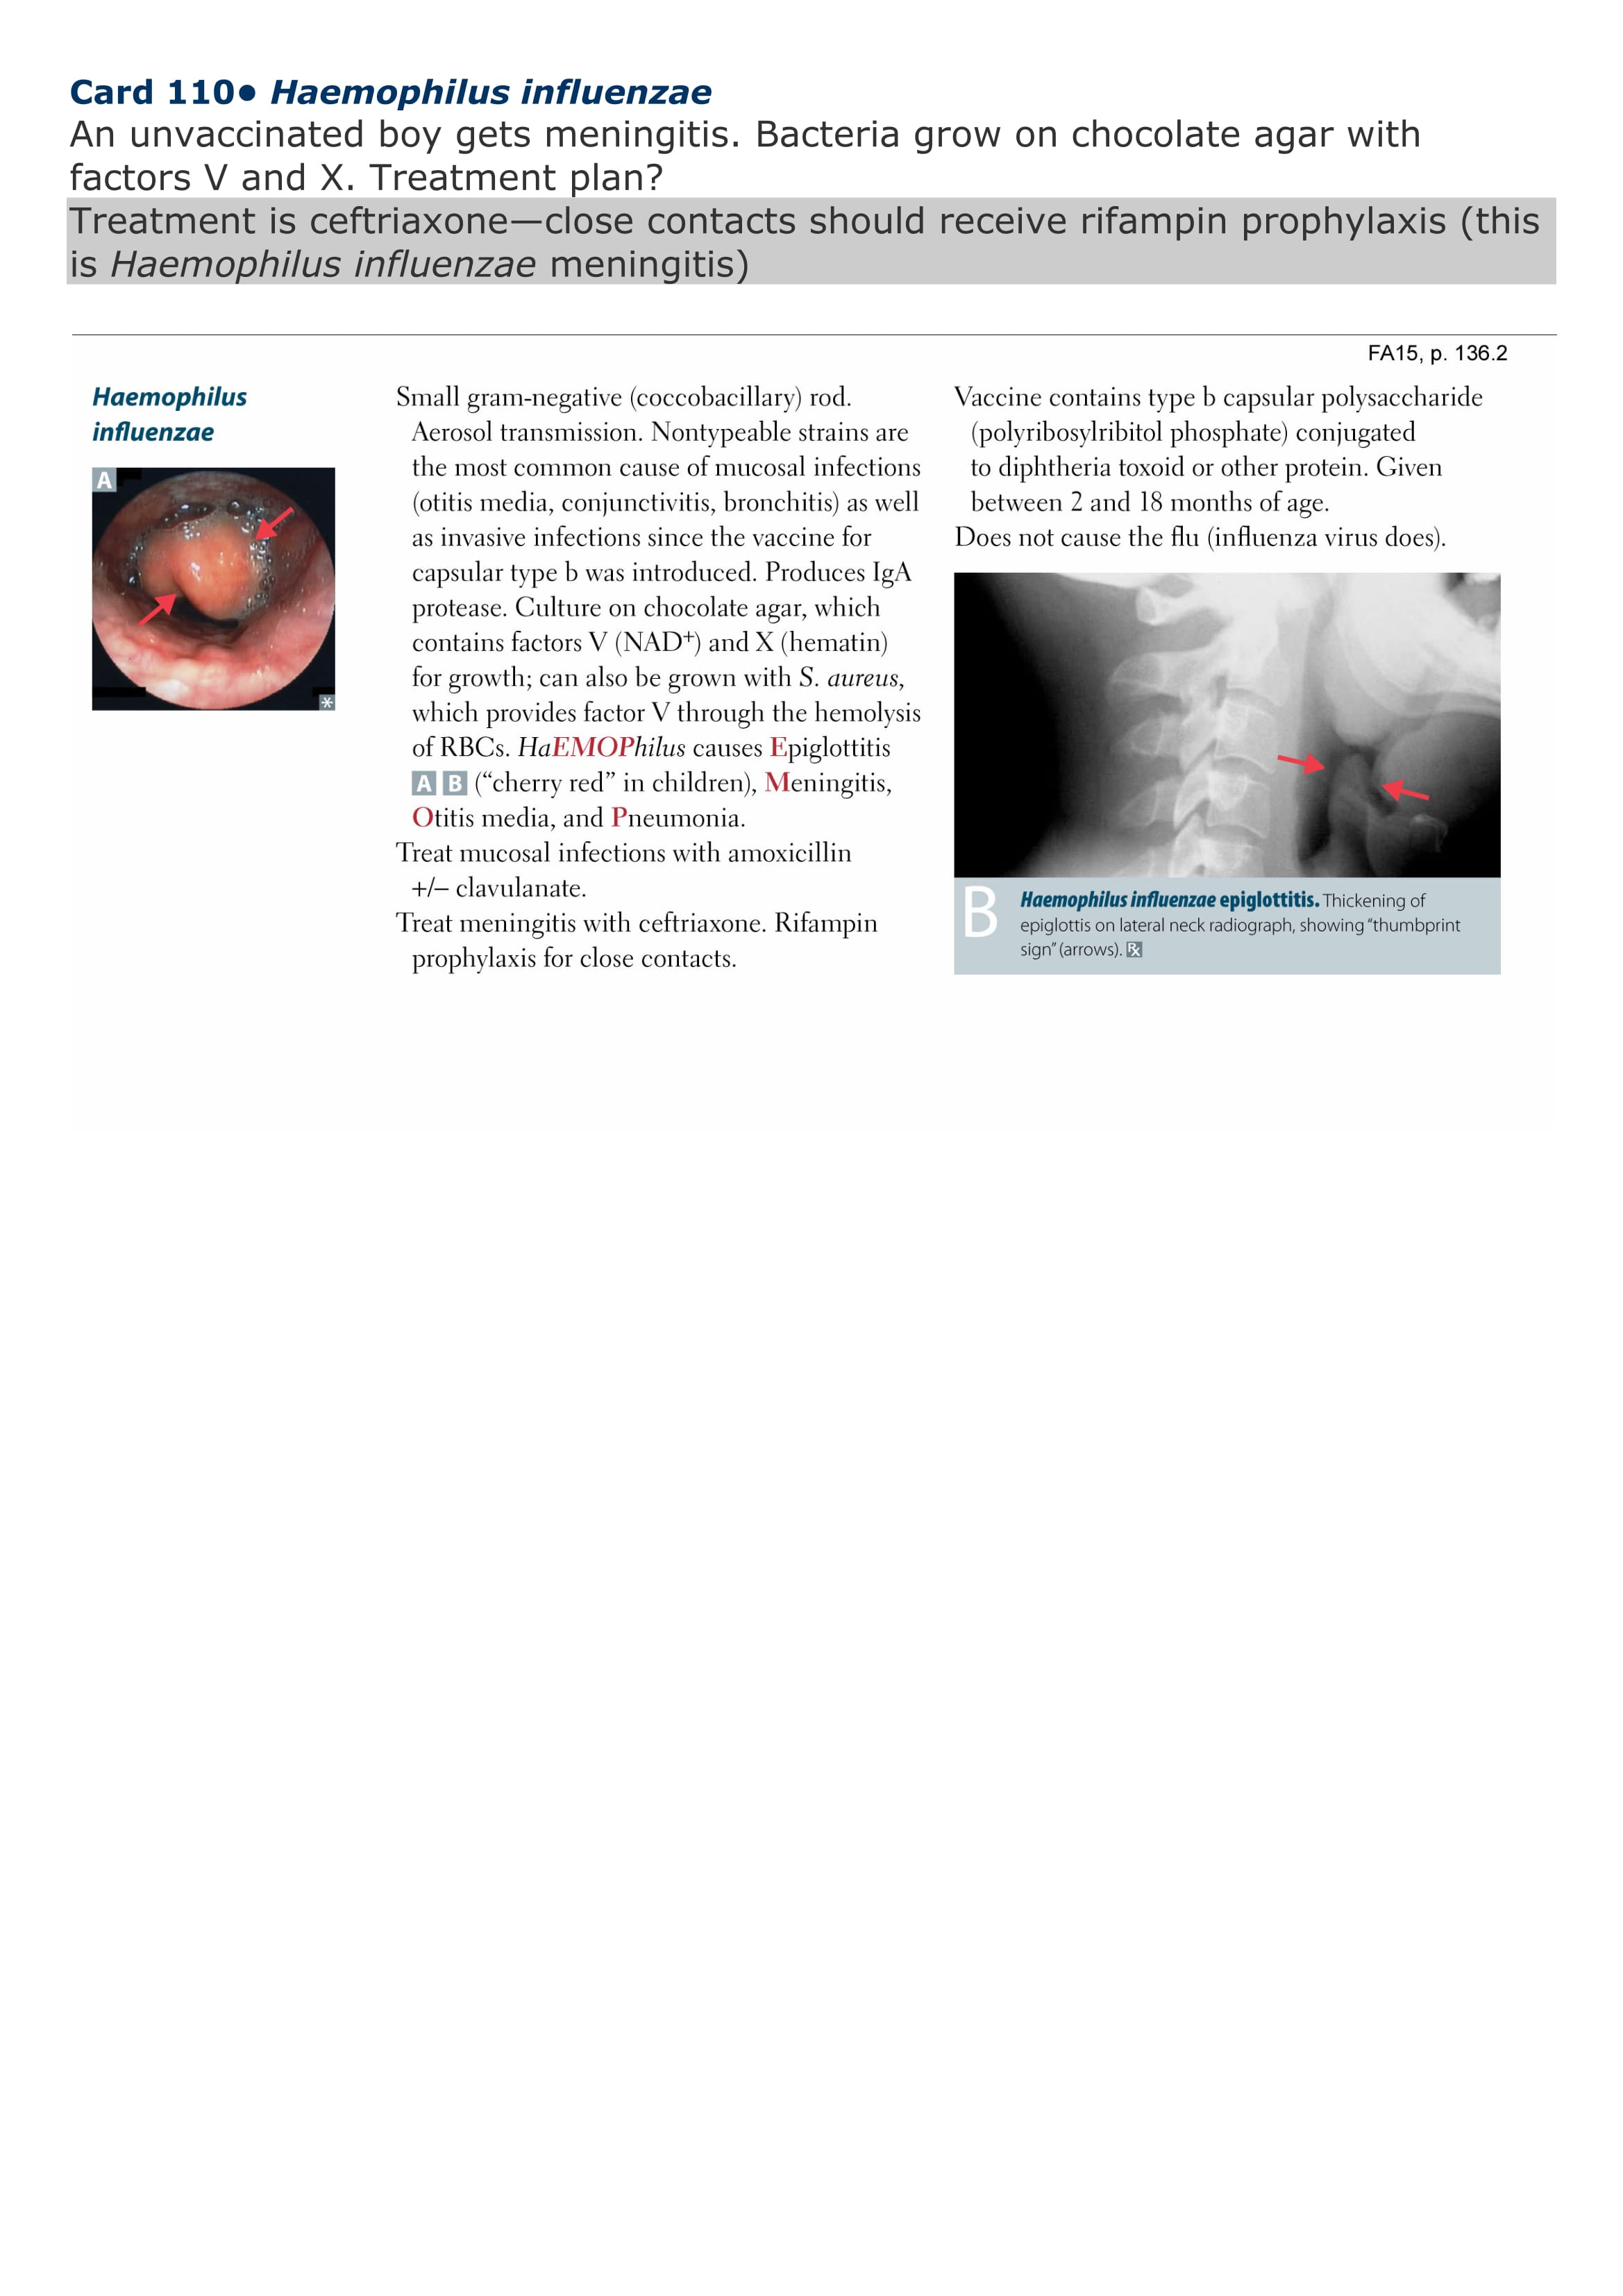 Card 110• Haemophilus influenzae
An unvaccinated boy gets meningitis. Bacteria grow on chocolate agar with
factors V and X. Treatment plan?
Treatment is ceftriaxone—close contacts should receive rifampin prophylaxis (this
is Haemophilus influenzae meningitis)
FA15, p. 136.2
Haemophilus
influenzae
A
*
Small gram-negative (coccobacillary) rod.
Aerosol transmission. Nontypeable strains are
the most common cause of mucosal infections
(otitis media, conjunctivitis, bronchitis) as well
as invasive infections since the vaccine for
capsular type b was introduced. Produces IgA
protease. Culture on chocolate agar, which
contains factors V (NAD+) and X (hematin)
for growth; can also be grown with S. aureus,
which provides factor V through the hemolysis
of RBCs. HaEMOPhilus causes Epiglottitis
A B (“cherry red” in children), Meningitis,
Otitis media, and Pneumonia.
Treat mucosal infections with amoxicillin
+/– clavulanate.
Treat meningitis with ceftriaxone. Rifampin
prophylaxis for close contacts.
Vaccine contains type b capsular polysaccharide
(polyribosylribitol phosphate) conjugated
to diphtheria toxoid or other protein. Given
between 2 and 18 months of age.
Does not cause the flu (influenza virus does).
B
Haemophilus influenzae epiglottitis. Thickening of
epiglottis on lateral neck radiograph, showing “thumbprint
sign” (arrows). Rx